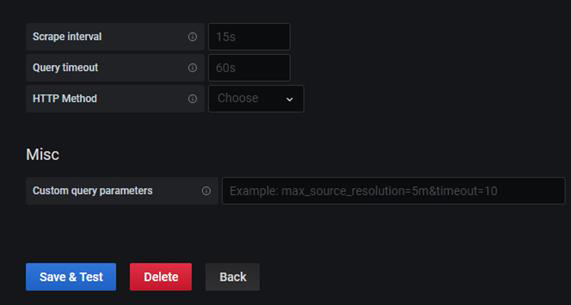 Scrape interval 15s
Query timeout 60s
HTTP Method Choose
Misc
Custom query parameters Example: max_source_resolution=5m&timeout=10
Save & Test Delete Back